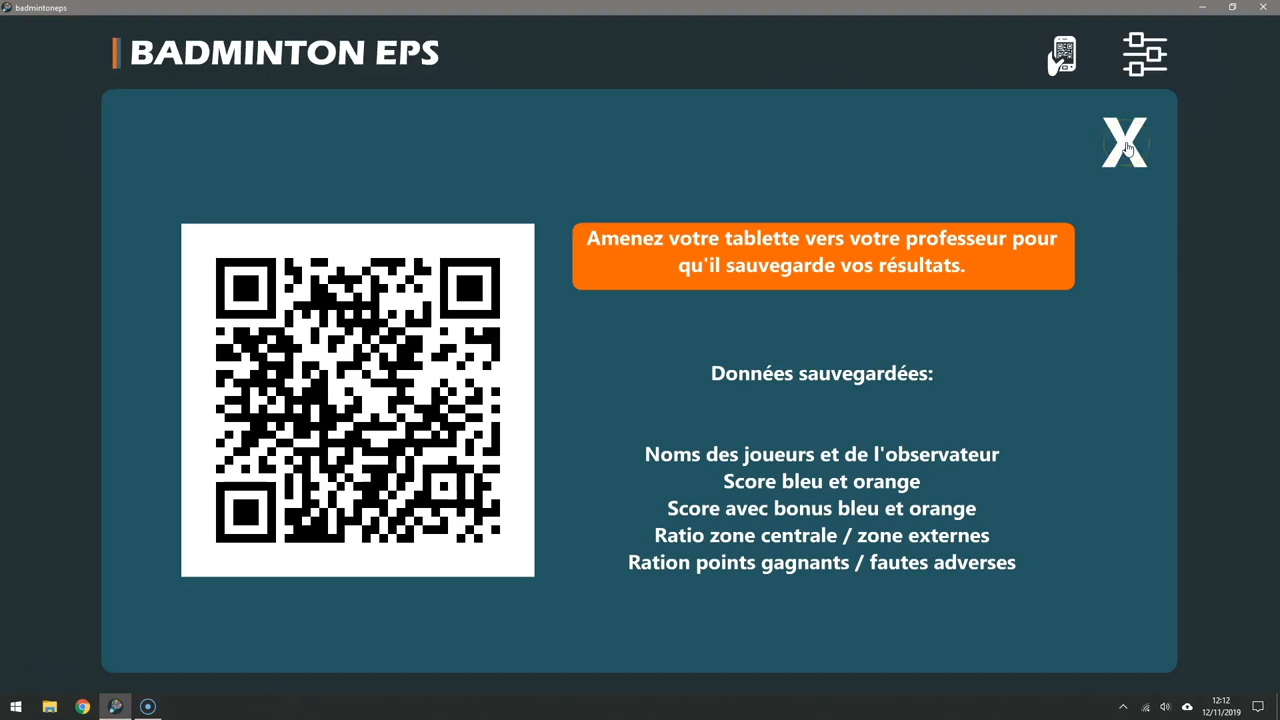 badmintoneps
BADMINTON EPS
X
Amenez votre tablette vers votre professeur pour
qu'il sauvegarde vos résultats.
Données sauvegardées:
Noms des joueurs et de l'observateur
Score bleu et orange
Score avec bonus bleu et orange
Ratio zone centrale / zone externes
Ration points gagnants / fautes adverses
12:12
12/11/2019